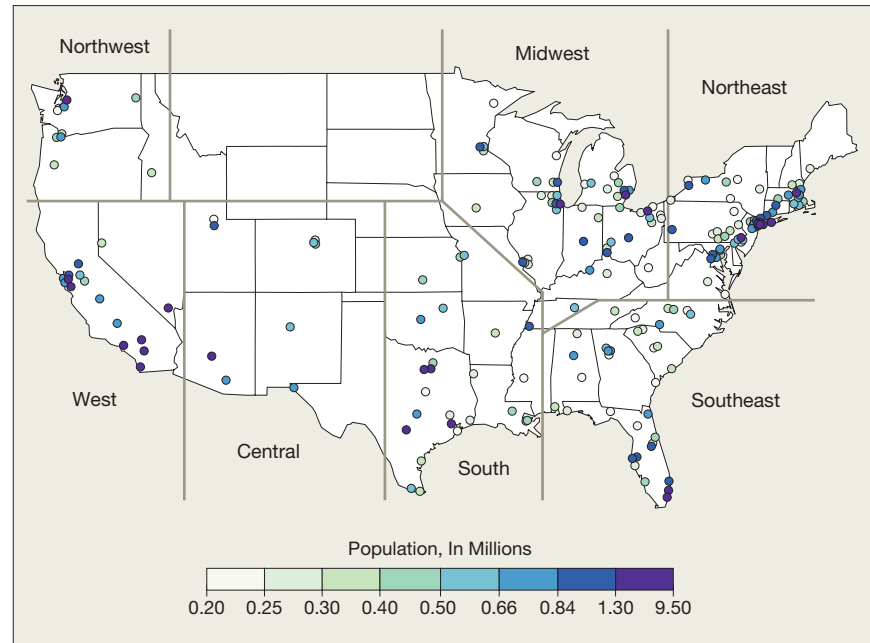 Northwest
Midwest
Northeast
West
Central
South
Southeast
Population, In Millions
0.20 0.25 0.30 0.40 0.50 0.66 0.84 1.30 9.50